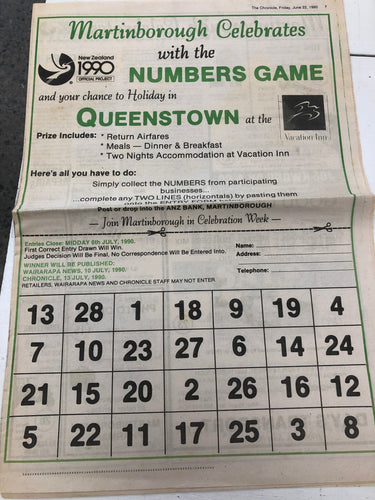 The Chronicle, Friday, June 22, 1990 7
Martinborough Celebrates
with the
New Zealand
1990
OFFICIAL PROJECT
NUMBERS GAME
and your chance to Holiday in
QUEENSTOWN at the
Vacation Inn
Prize Includes: * Return Airfares
* Meals — Dinner & Breakfast
* Two Nights Accommodation at Vacation Inn
Here's all you have to do:
Simply collect the NUMBERS from participating
businesses...
...complete any TWO LINES (horizontals) by pasting them
onto the ENTRY FORM
Post or drop into the ANZ BANK, MARTINBOROUGH
— Join Martinborough in Celebration Week —
Entries Close: MIDDAY 6th JULY, 1990.
First Correct Entry Drawn Will Win.
Judges Decision Will be Final, No Correspondence Will be Entered Into.
WINNER WILL BE PUBLISHED:
WAIRARAPA NEWS, 10 JULY, 1990.
CHRONICLE, 13 JULY, 1990.
RETAILERS, WAIRARAPA NEWS AND CHRONICLE STAFF MAY NOT ENTER
Name:
Address:
Telephone:
13 28 1 18 9 19 4
7 10 23 27 6 14 24
21 15 20 2 26 16 12
5 22 11 17 25 3 8